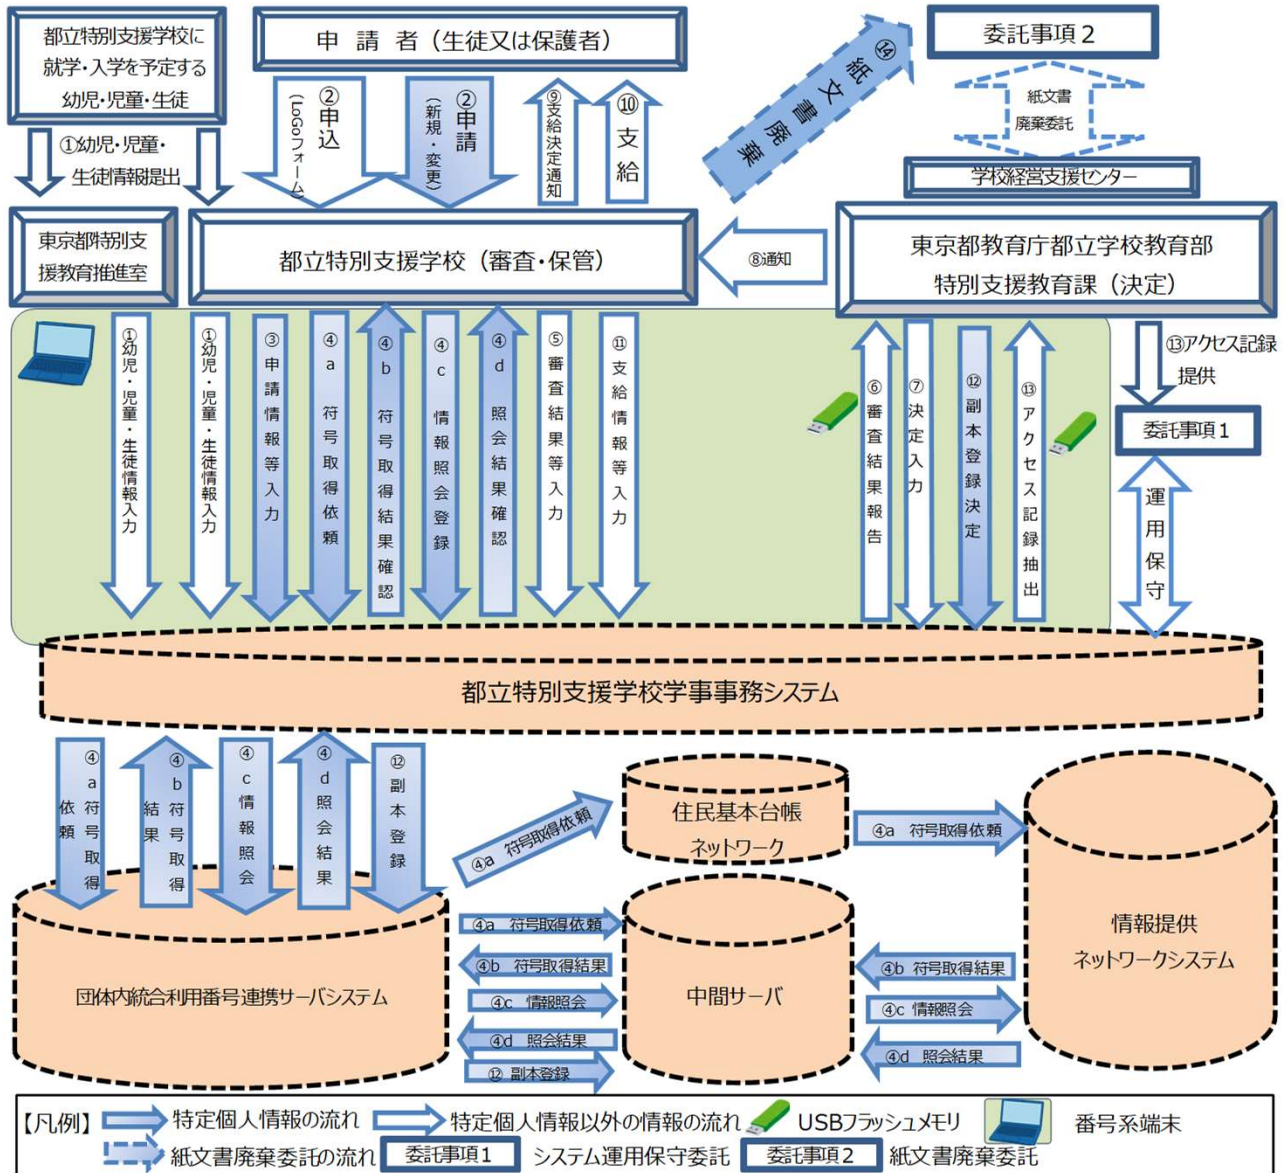 都立特別支援学校に
就学・入学を予定する
幼児・児童・生徒
申 請 者（生徒又は保護者）
委託事項2
①幼児・児童・
生徒情報提出
②申込
（LoGoフォーム）
②申請
（新規・変更）
⑨支給決定通知
⑩支給
⑭紙文書廃棄
紙文書
廃棄委託
学校経営支援センター
東京都特別支
援教育推進室
都立特別支援学校（審査・保管）
⑧通知
東京都教育庁都立学校教育部
特別支援教育課（決定）
①幼児・児童・生徒情報入力
①幼児・児童・生徒情報入力
③申請情報等入力
④a 符号取得依頼
④b 符号取得結果確認
④c 情報照会登録
④d 照会結果確認
⑤審査結果等入力
⑪支給情報等入力
⑥審査結果報告
⑦決定入力
⑫副本登録決定
⑬アクセス記録抽出
⑬アクセス記録
提供
委託事項1
運用保守
都立特別支援学校学事事務システム
④a符号取得
依頼
④b符号取得
結果
④c情報照会
④d照会結果
⑫副本登録
④a 符号取得依頼
住民基本台帳
ネットワーク
④a 符号取得依頼
情報提供
ネットワークシステム
団体内統合利用番号連携サーバシステム
④a 符号取得依頼
④b 符号取得結果
④c 情報照会
④d 照会結果
⑫ 副本登録
中間サーバ
④b 符号取得結果
④c 情報照会
④d 照会結果
【凡例】 特定個人情報の流れ 特定個人情報以外の情報の流れ USBフラッシュメモリ 番号系端末
紙文書廃棄委託の流れ 委託事項1 システム運用保守委託 委託事項2 紙文書廃棄委託